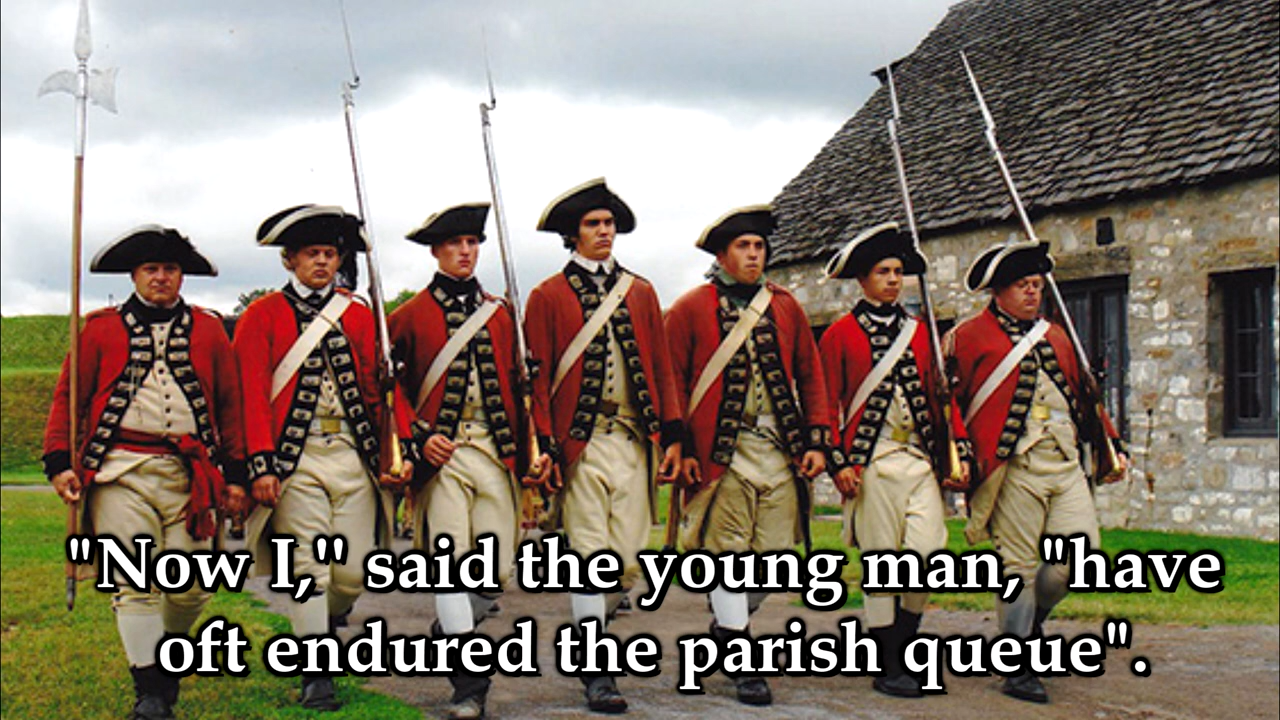 "Now I," said the young man, "have
oft endured the parish queue".